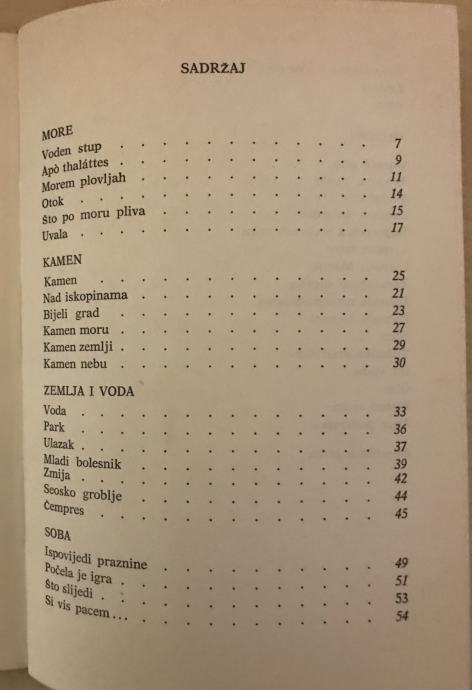 SADRŽAJ
MORE
Voden stup . . . . . . . . . . . . 7
Apò thaláttes . . . . . . . . . . . . 9
Morem plovljah . . . . . . . . . . . 11
Otok . . . . . . . . . . . . . . 14
Što po moru pliva . . . . . . . . . . 15
Uvala . . . . . . . . . . . . . . 17
KAMEN
Kamen . . . . . . . . . . . . . 25
Nad iskopinama . . . . . . . . . . . 21
Bijeli grad . . . . . . . . . . . . 23
Kamen moru . . . . . . . . . . . . 27
Kamen zemlji . . . . . . . . . . . . 29
Kamen nebu . . . . . . . . . . . . 30
ZEMLJA I VODA
Voda . . . . . . . . . . . . . . 33
Park . . . . . . . . . . . . . . 36
Ulazak . . . . . . . . . . . . . . 37
Mladi bolesnik . . . . . . . . . . . 39
Zmija . . . . . . . . . . . . . . 42
Seosko groblje . . . . . . . . . . . 44
Čempres . . . . . . . . . . . . . 45
SOBA
Ispovijedi praznine . . . . . . . . . . 49
Počela je igra . . . . . . . . . . . . 51
Što slijedi . . . . . . . . . . . . . 53
Si vis pacem... . . . . . . . . . . . . 54